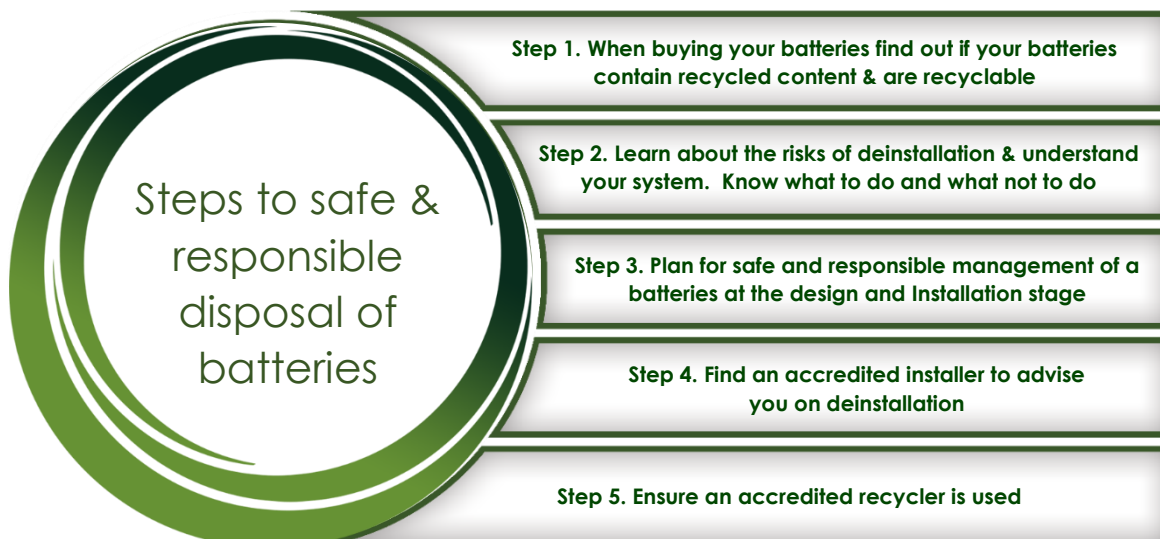 Steps to safe &
responsible
disposal of
batteries
Step 1. When buying your batteries find out if your batteries
contain recycled content & are recyclable
Step 2. Learn about the risks of deinstallation & understand
your system. Know what to do and what not to do
Step 3. Plan for safe and responsible management of a
batteries at the design and Installation stage
Step 4. Find an accredited installer to advise
you on deinstallation
Step 5. Ensure an accredited recycler is used